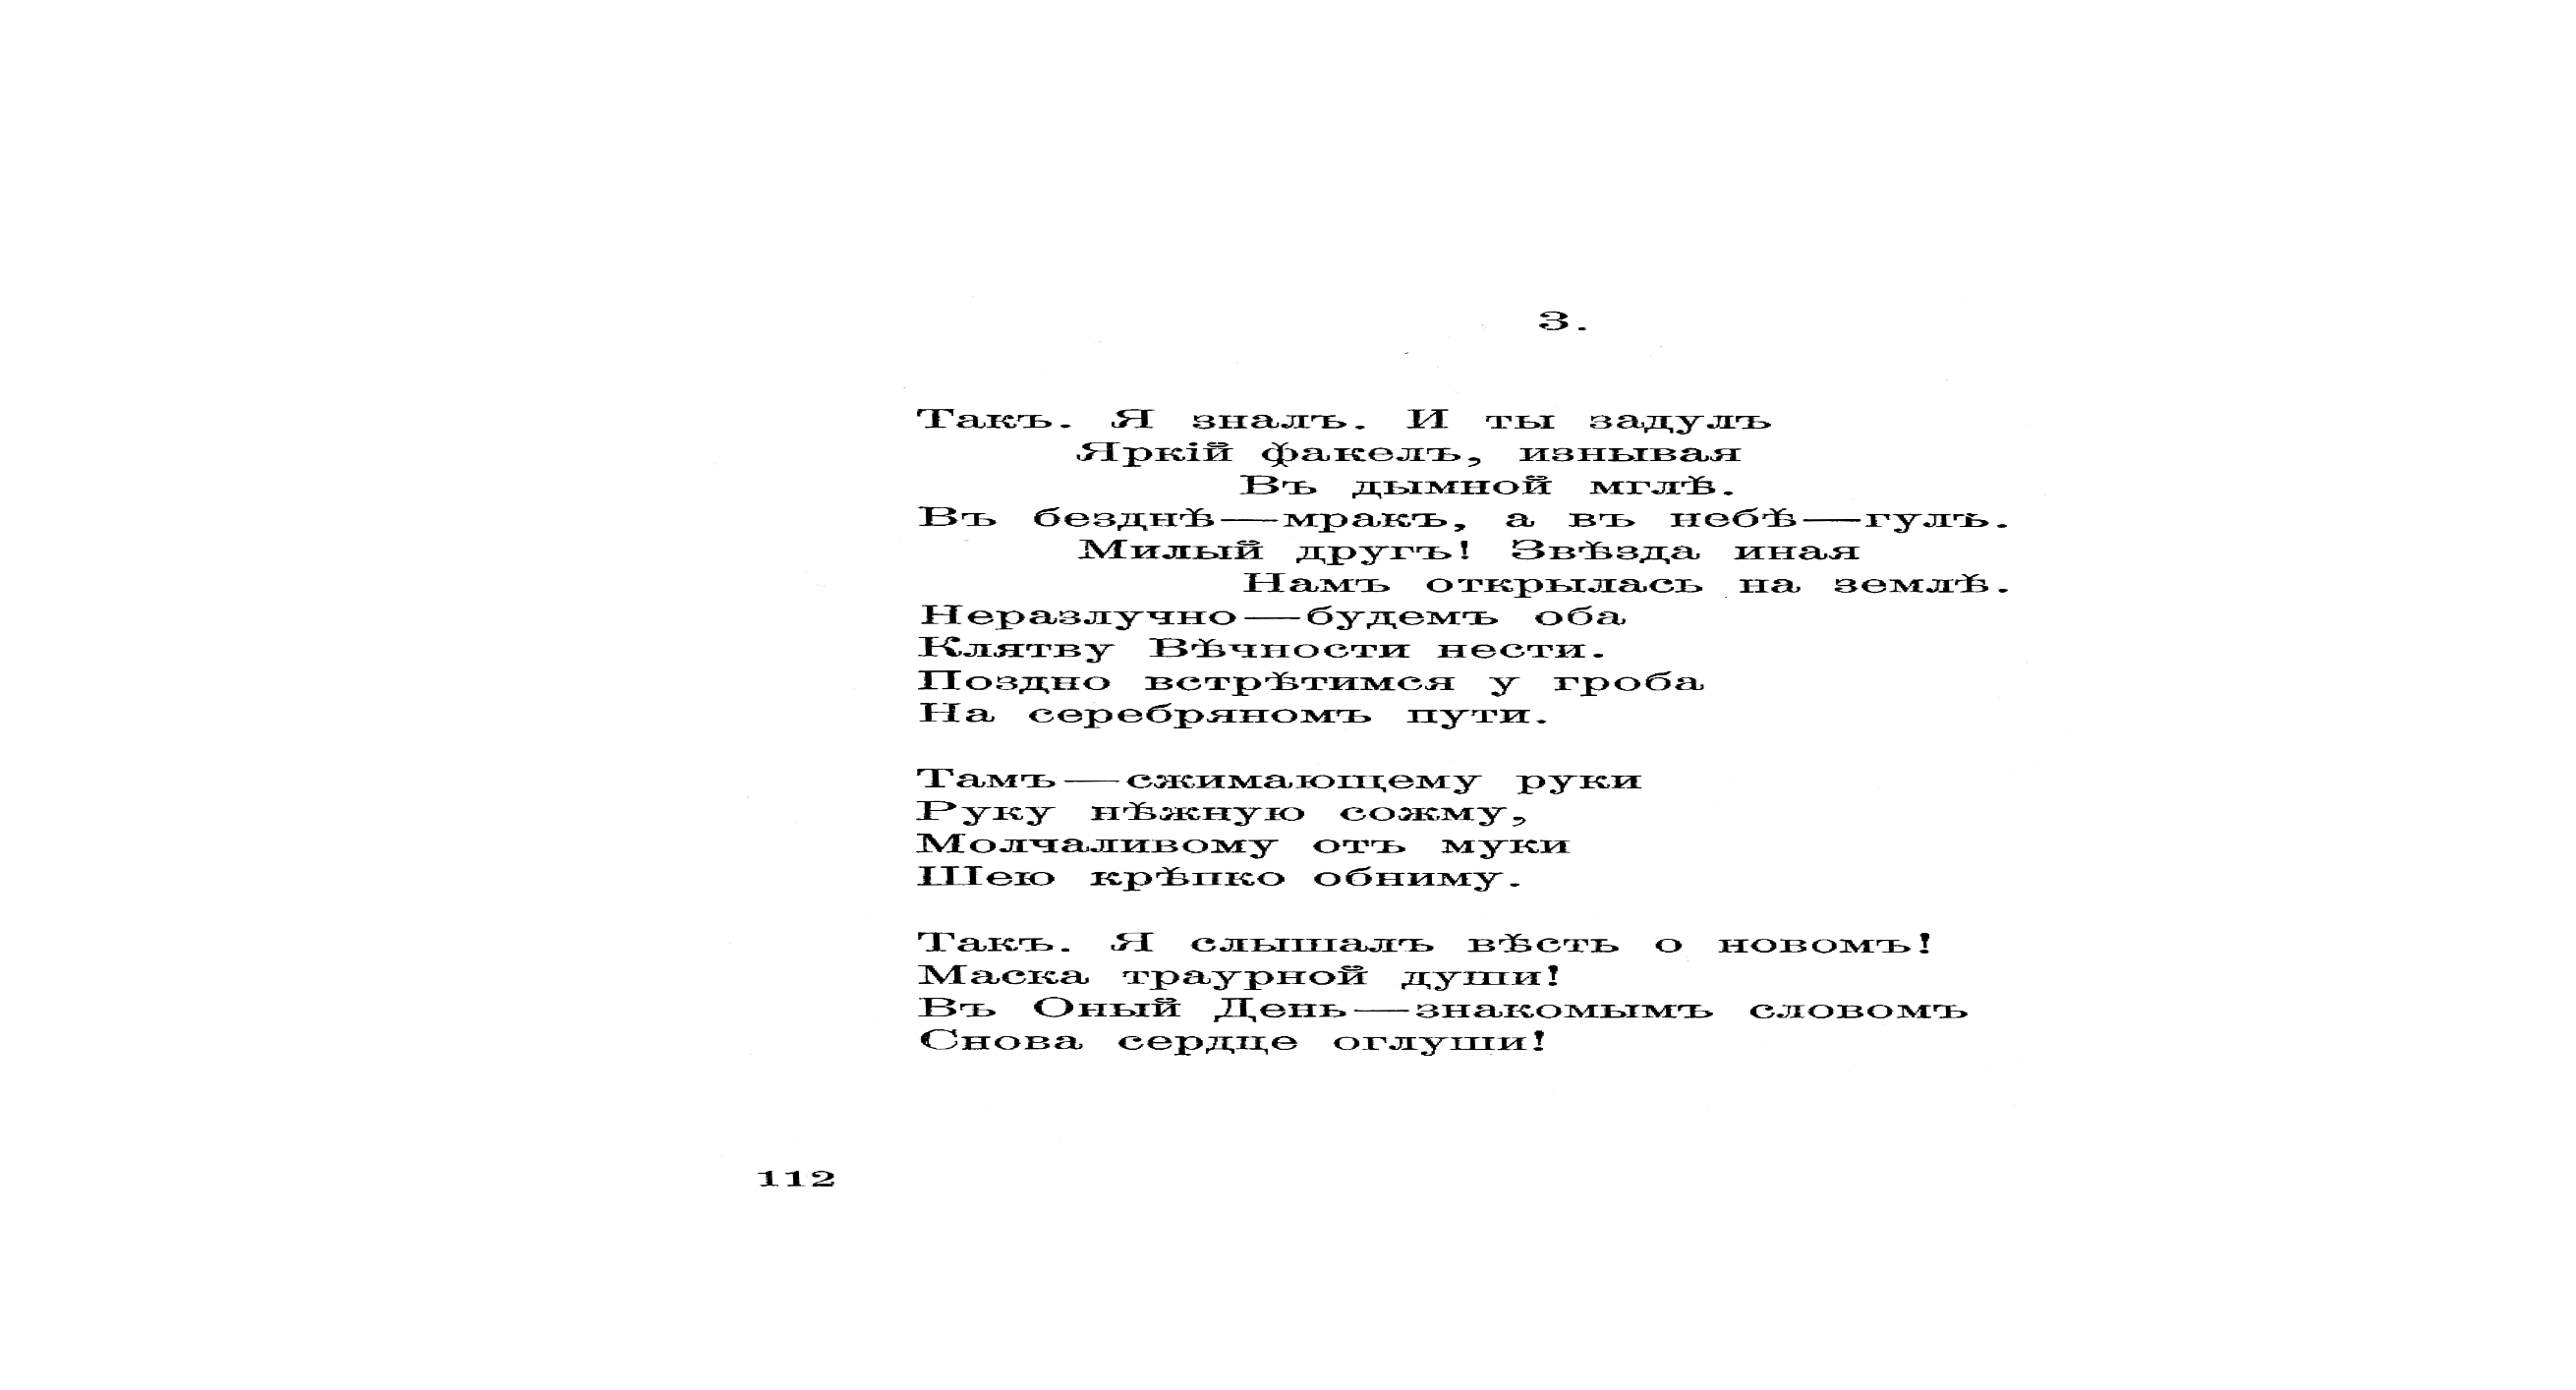 3.
Такъ. Я зналъ. И ты задулъ
Яркій факелъ, изнывая
Въ дымной мглѣ.
Въ безднѣ—мракъ, а въ небѣ—гулъ.
Милый другъ! Звѣзда иная
Намъ открылась на землѣ.
Неразлучно—будемъ оба
Клятву Вѣчности нести.
Поздно встрѣтимся у гроба
На серебряномъ пути.
Тамъ—сжимающему руки
Руку нѣжную сожму,
Молчаливому отъ муки
Шею крѣпко обниму.
Такъ. Я слышалъ вѣсть о новомъ!
Маска траурной души!
Въ Оный День—знакомымъ словомъ
Снова сердце оглуши!
112